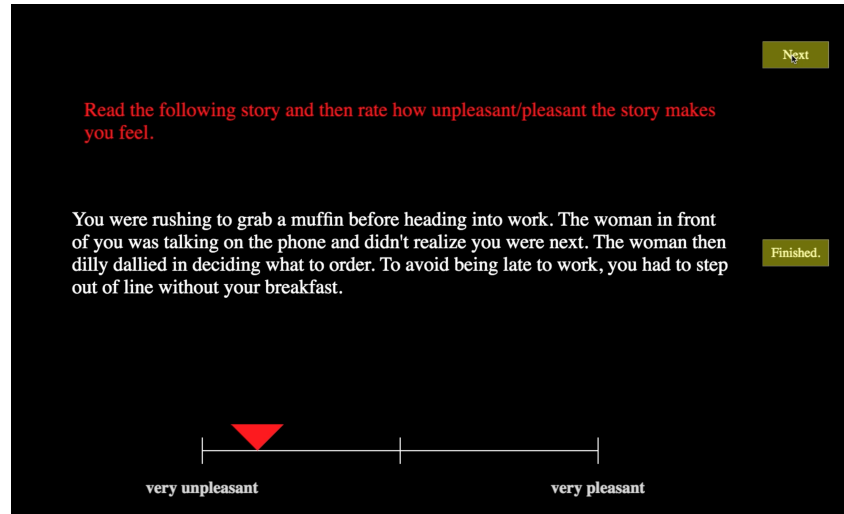 Next
Read the following story and then rate how unpleasant/pleasant the story makes
you feel.
You were rushing to grab a muffin before heading into work. The woman in front
of you was talking on the phone and didn't realize you were next. The woman then
dilly dallied in deciding what to order. To avoid being late to work, you had to step
out of line without your breakfast.
Finished.
very unpleasant
very pleasant